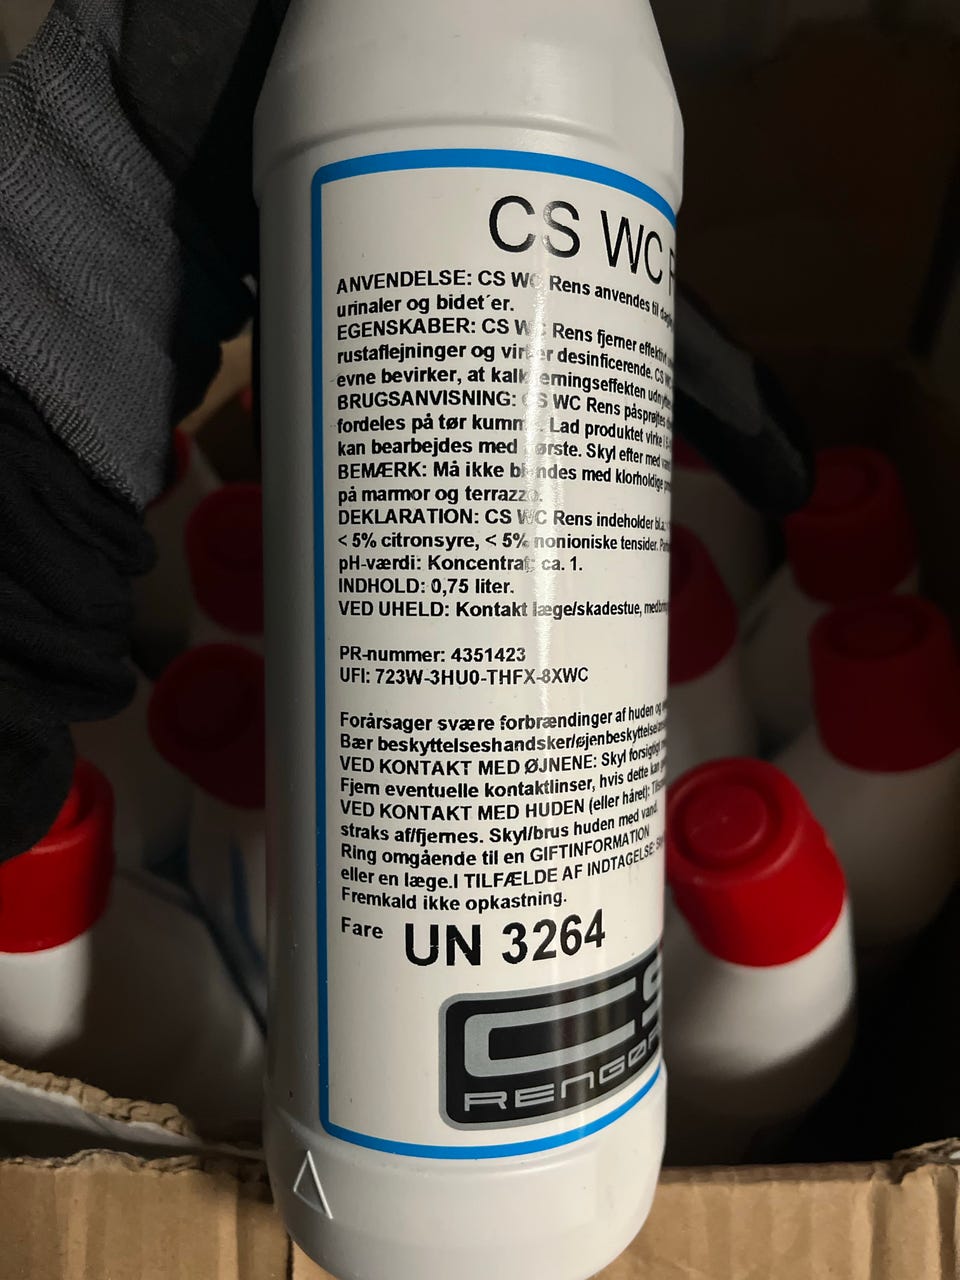 CS WC
ANVENDELSE: CS WC Rens anvendes til
urinaler og bidet´er.
EGENSKABER: CS WC Rens fjerner effektivt
rustaflejninger og virker desinficerende. CS
evne bevirker, at kalkfjerningseffekten
BRUGSANVISNING: CS WC Rens påsprøjtes
fordeles på tør kumme. Lad produktet virke
kan bearbejdes med børste. Skyl efter med
BEMÆRK: Må ikke blandes med klorholdige
på marmor og terrazzo.
DEKLARATION: CS WC Rens indeholder bl.a.:
< 5% citronsyre, < 5% nonioniske tensider.
pH-værdi: Koncentrat: ca. 1.
INDHOLD: 0,75 liter.
VED UHELD: Kontakt læge/skadestue,
PR-nummer: 4351423
UFI: 723W-3HU0-THFX-8XWC
Forårsager svære forbrændinger af huden og
Bær beskyttelseshandsker/øjenbeskyttelse
VED KONTAKT MED ØJNENE: Skyl forsigtigt
Fjern eventuelle kontaktlinser, hvis dette kan
VED KONTAKT MED HUDEN (eller håret):
straks af/fjernes. Skyl/brus huden med vand.
Ring omgående til en GIFTINFORMATION
eller en læge.I TILFÆLDE AF INDTAGELSE:
Fremkald ikke opkastning.
Fare UN 3264
CS